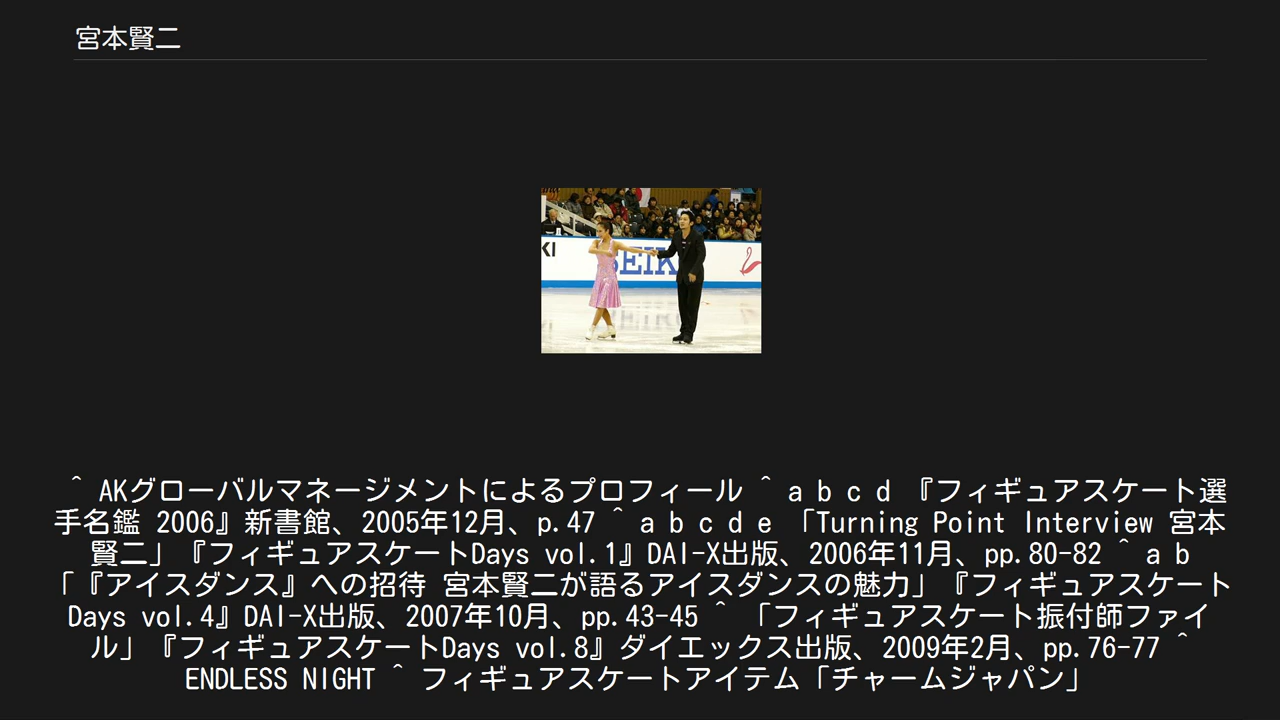 宮本賢二
KI
SEIK
^ AKグローバルマネージメントによるプロフィール ^ a b c d 『フィギュアスケート選
手名鑑 2006』新書館、2005年12月、p.47 ^ a b c d e 「Turning Point Interview 宮本
賢二」『フィギュアスケートDays vol.1』DAI-X出版、2006年11月、pp.80-82 ^ a b
「『アイスダンス』への招待 宮本賢二が語るアイスダンスの魅力」『フィギュアスケート
Days vol.4』DAI-X出版、2007年10月、pp.43-45 ^ 「フィギュアスケート振付師ファイ
ル」『フィギュアスケートDays vol.8』ダイエックス出版、2009年2月、pp.76-77 ^
ENDLESS NIGHT ^ フィギュアスケートアイテム「チャームジャパン」